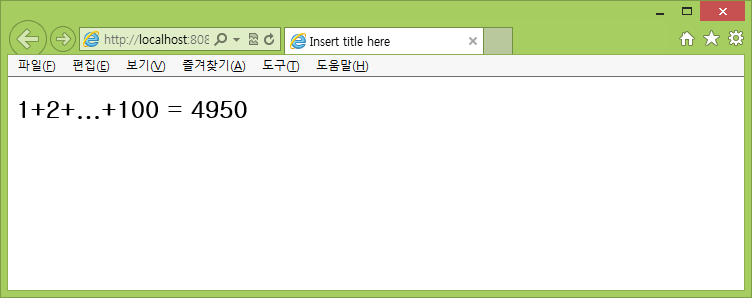 http://localhost:808
Insert title here
파일(F) 편집(E) 보기(V) 즐겨찾기(A) 도구(T) 도움말(H)
1+2+...+100 = 4950